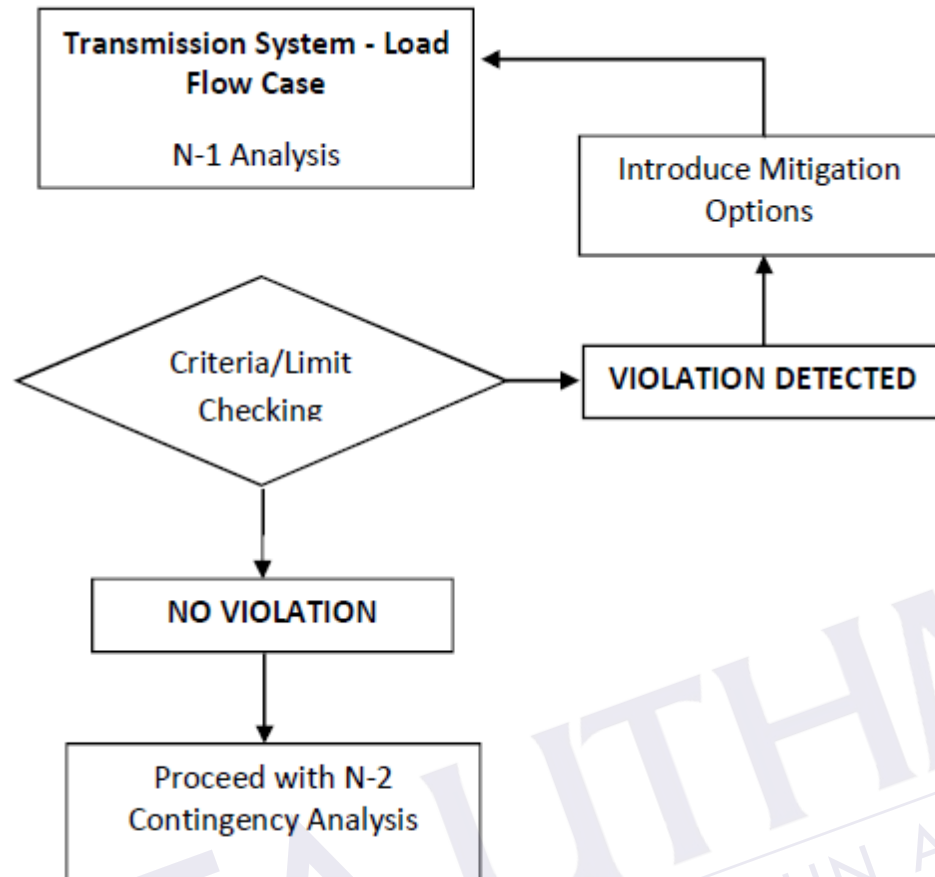 Transmission System - Load
Flow Case
N-1 Analysis
Introduce Mitigation
Options
Criteria/Limit
Checking
VIOLATION DETECTED
NO VIOLATION
Proceed with N-2
Contingency Analysis